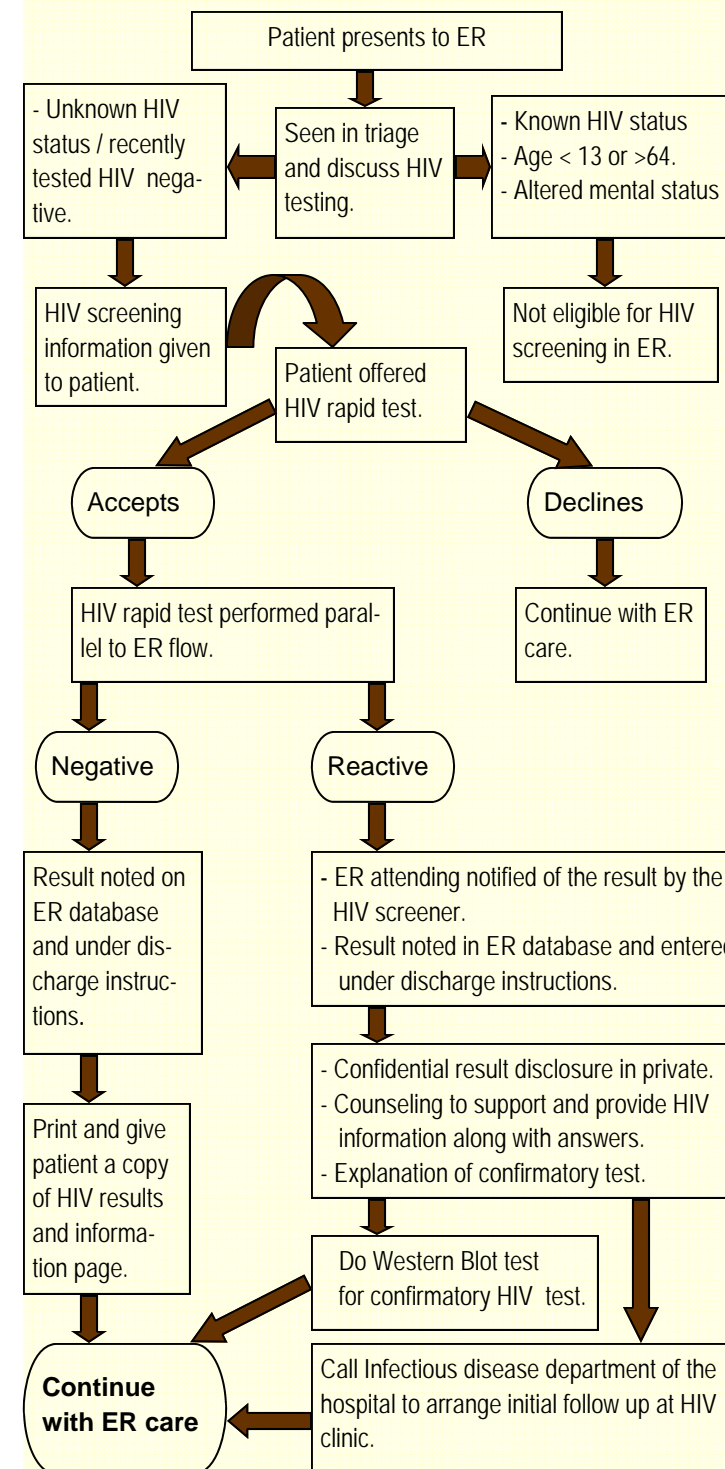 Patient presents to ER
- Unknown HIV
status / recently
tested HIV nega-
tive.
Seen in triage
and discuss HIV
testing.
- Known HIV status
- Age < 13 or >64.
- Altered mental status
HIV screening
information given
to patient.
Not eligible for HIV
screening in ER.
Patient offered
HIV rapid test.
Accepts
Declines
HIV rapid test performed paral-
lel to ER flow.
Continue with ER
care.
Negative
Reactive
Result noted on
ER database
and under dis-
charge instruc-
tions.
- ER attending notified of the result by the
HIV screener.
- Result noted in ER database and entered
under discharge instructions.
- Confidential result disclosure in private.
- Counseling to support and provide HIV
information along with answers.
- Explanation of confirmatory test.
Print and give
patient a copy
of HIV results
and informa-
tion page.
Do Western Blot test
for confirmatory HIV test.
Continue
with ER care
Call Infectious disease department of the
hospital to arrange initial follow up at HIV
clinic.